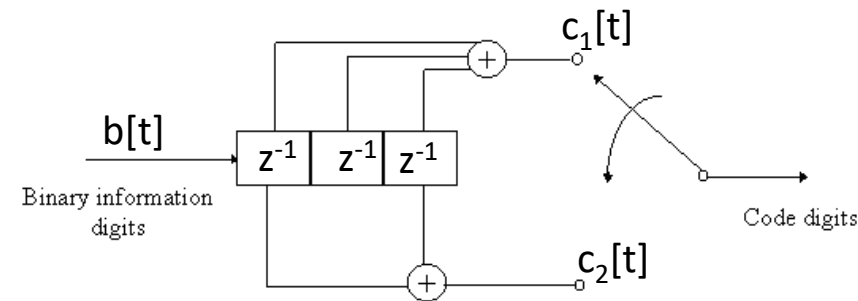 c₁[t]
+
b[t]
z⁻¹ z⁻¹ z⁻¹
Binary information
digits
Code digits
+
c₂[t]